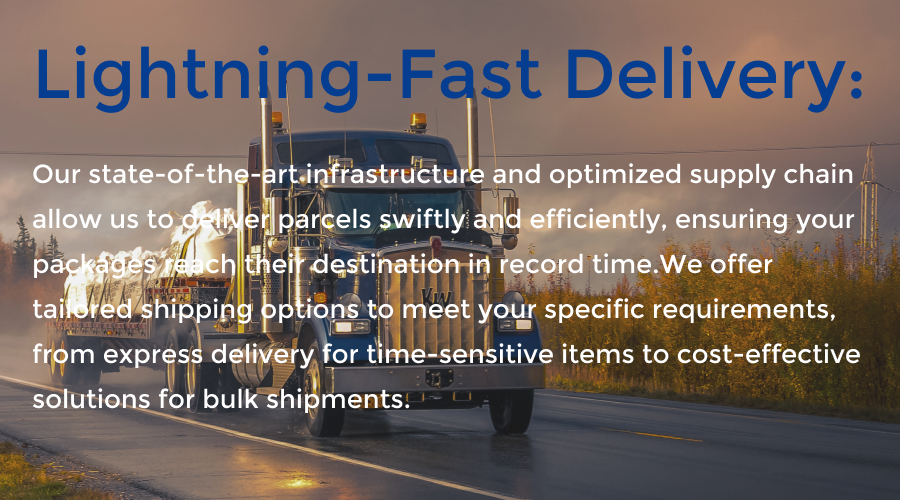 Lightning-Fast Delivery:
Our state-of-the-art infrastructure and optimized supply chain
allow us to deliver parcels swiftly and efficiently, ensuring your
packages reach their destination in record time.We offer
tailored shipping options to meet your specific requirements,
from express delivery for time-sensitive items to cost-effective
solutions for bulk shipments.
KW